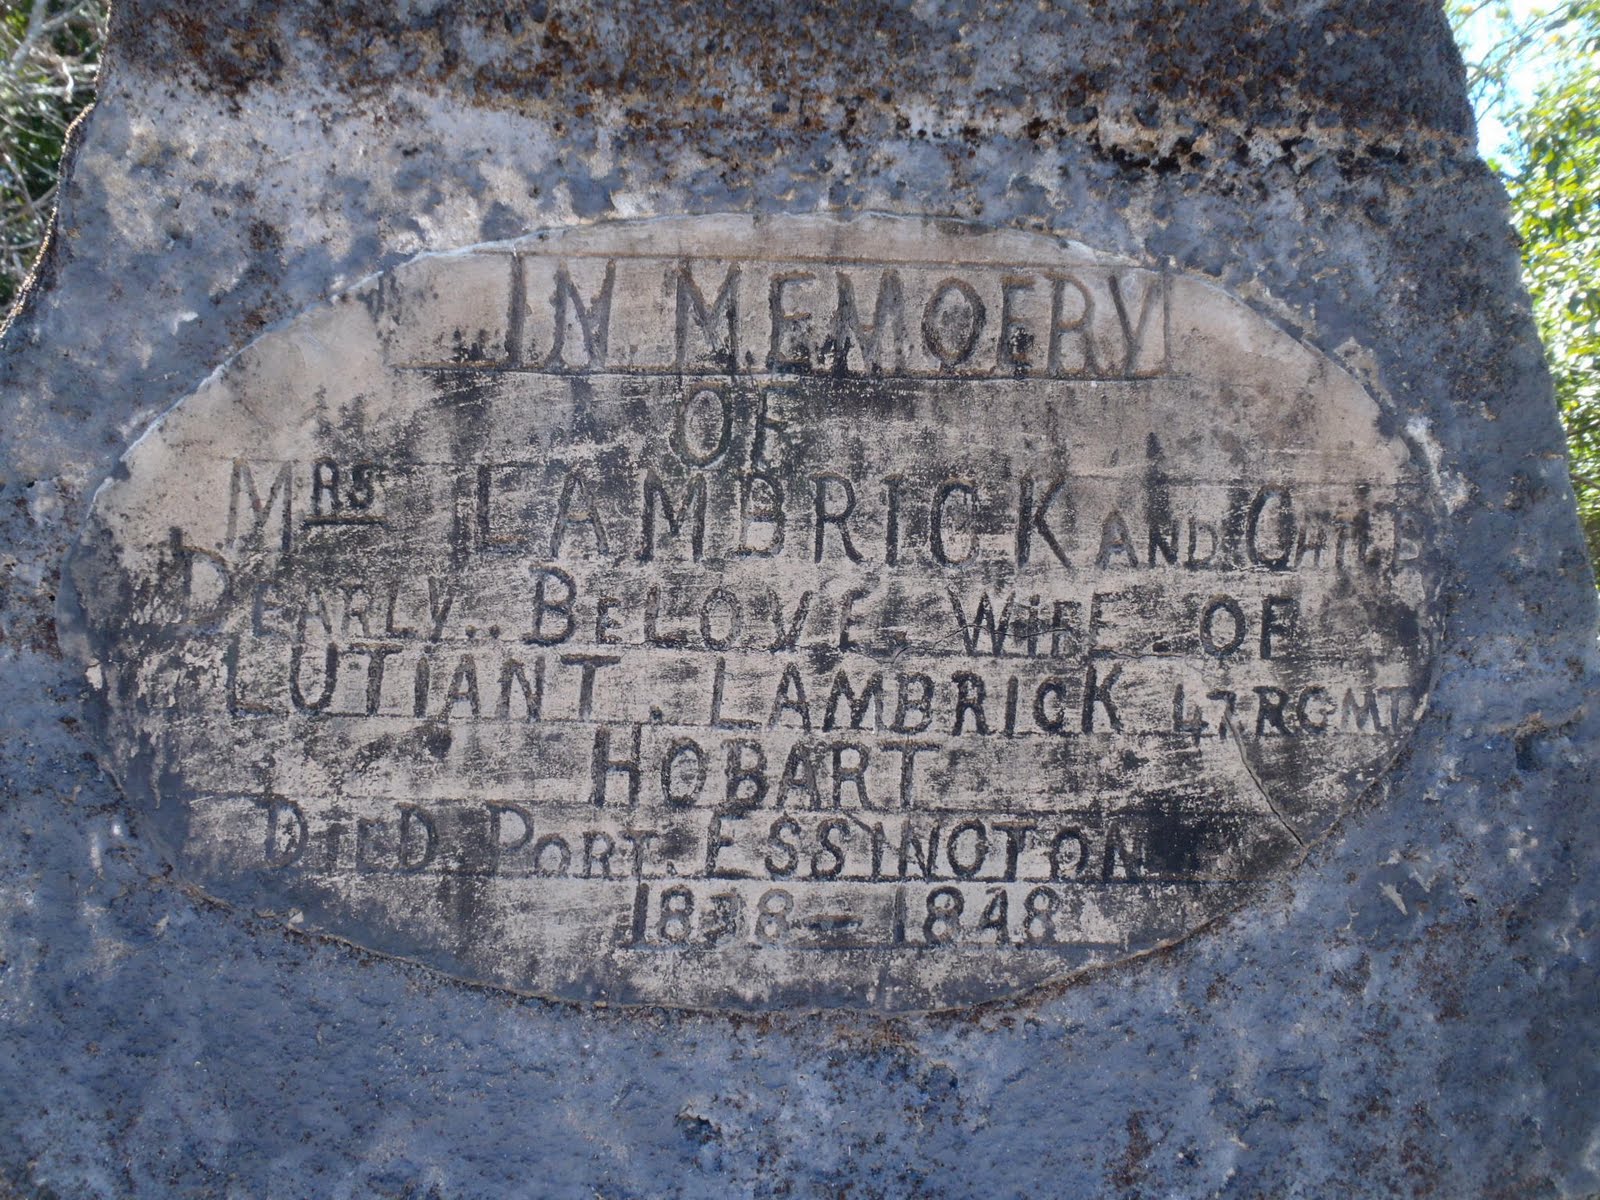 IN. MEMOERY
OF
MRS LAMBRICK AND CHILD
DEARLY.. BELOVE. WiFE OF
LUTIANT. LAMBRICK 47 RGMT
HOBART
DIED PORT. ESSINGTON
1838 — 1848